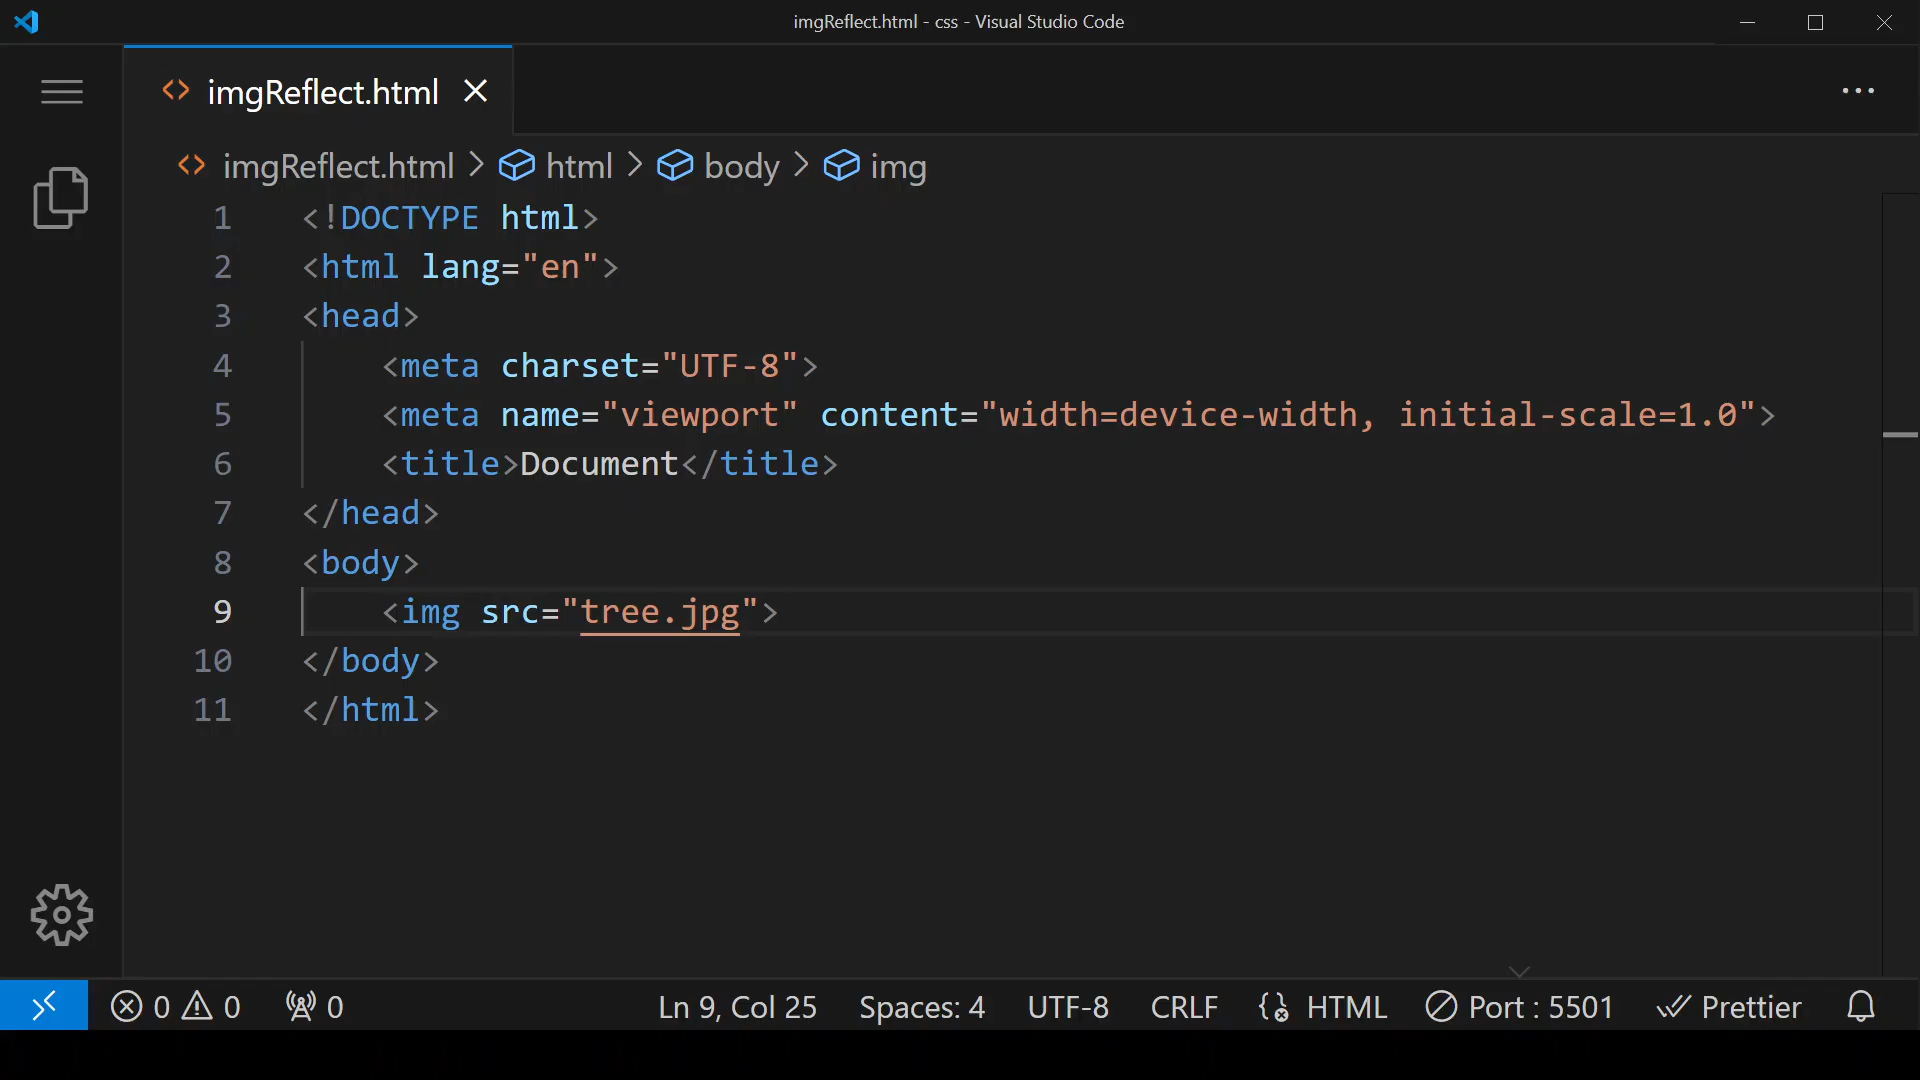 imgReflect.html - css - Visual Studio Code
imgReflect.html
imgReflect.html > html > body > img
1 <!DOCTYPE html>
2 <html lang="en">
3 <head>
4     <meta charset="UTF-8">
5     <meta name="viewport" content="width=device-width, initial-scale=1.0">
6     <title>Document</title>
7 </head>
8 <body>
9     <img src="tree.jpg">
10 </body>
11 </html>
0 0 0 Ln 9, Col 25 Spaces: 4 UTF-8 CRLF HTML Port : 5501 Prettier